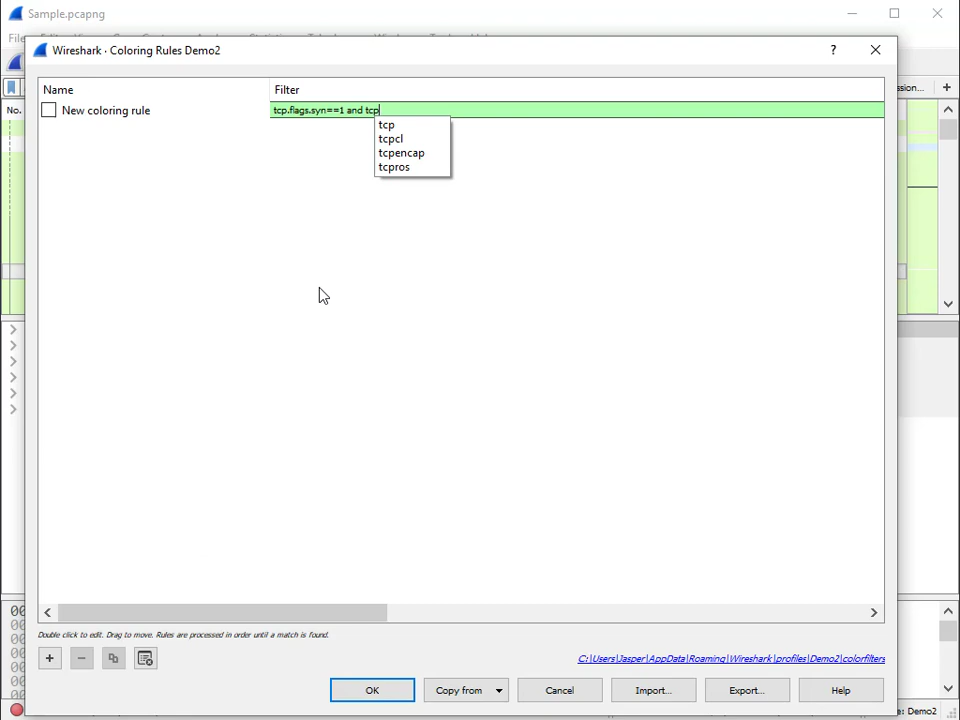 Sample.pcapng
Wireshark · Coloring Rules Demo2
ssion...
No.
Name
Filter
New coloring rule
tcp.flags.syn==1 and tcp
tcp
tcpcl
tcpencap
tcpros
Double click to edit. Drag to move. Rules are processed in order until a match is found.
C:\Users\Jasper\AppData\Roaming\Wireshark\profiles\Demo2\colorfilters
OK
Copy from
Cancel
Import...
Export...
Help
e: Demo2